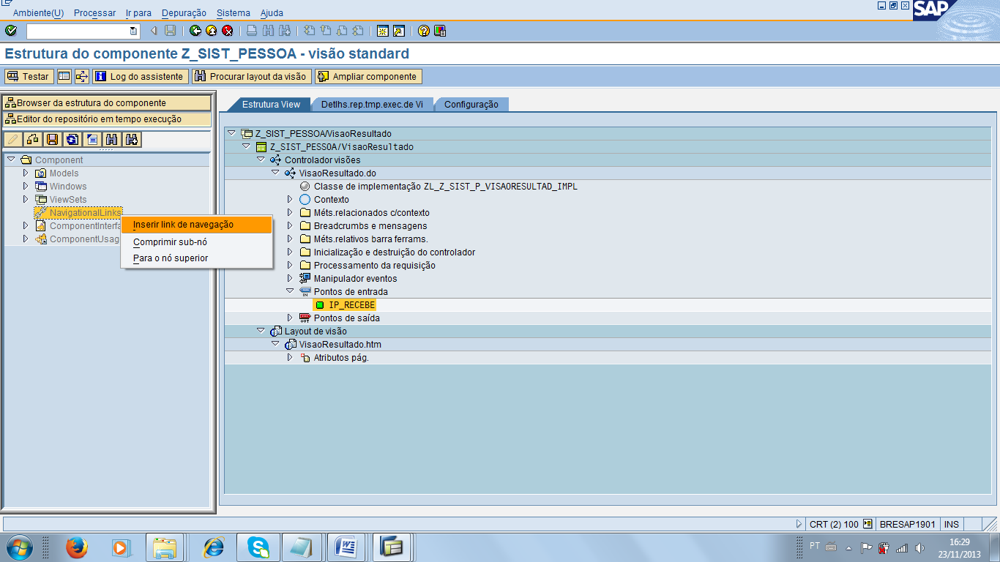 Ambiente(U) Processar Ir para Depuração Sistema Ajuda
SAP
Estrutura do componente Z_SIST_PESSOA - visão standard
Testar Log do assistente Procurar layout da visão Ampliar componente
Browser da estrutura do componente
Editor do repositório em tempo execução
Component
Models
Windows
ViewSets
NavigationalLinks
ComponentInterfa
ComponentUsag
Inserir link de navegação
Comprimir sub-nó
Para o nó superior
Estrutura View Detlhs.rep.tmp.exec.de Vi Configuração
Z_SIST_PESSOA/VisaoResultado
Z_SIST_PESSOA/VisaoResultado
Controlador visões
VisaoResultado.do
Classe de implementação ZL_Z_SIST_P_VISAORESULTAD_IMPL
Contexto
Méts.relacionados c/contexto
Breadcrumbs e mensagens
Méts.relativos barra ferrams.
Inicialização e destruição do controlador
Processamento da requisição
Manipulador eventos
Pontos de entrada
IN
IP_RECEBE
Pontos de saída
OUT
Layout de visão
VisaoResultado.htm
Atributos pág.
CRT (2) 100 BRESAP1901 INS
PT
16:29
23/11/2013